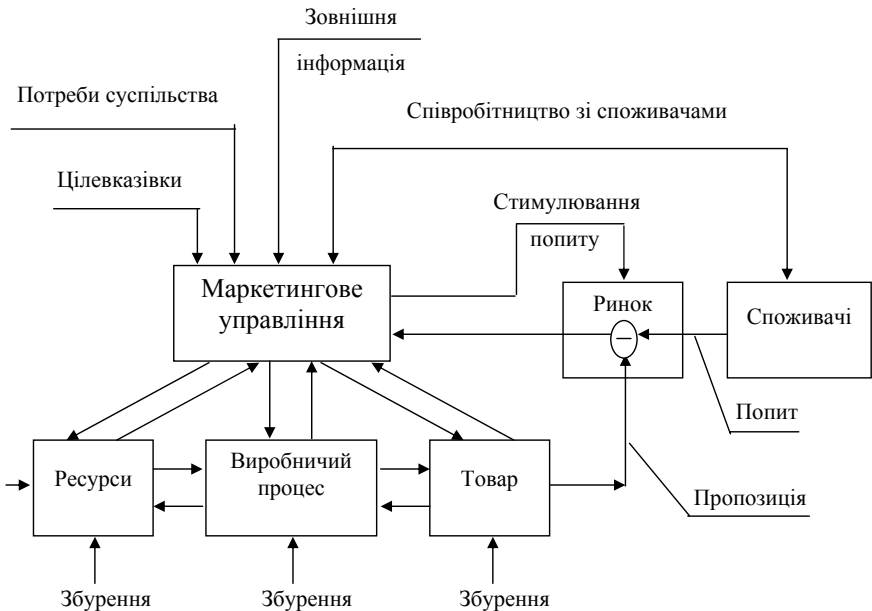 Зовнішня
інформація
Потреби суспільства
Співробітництво зі споживачами
Цілевказівки
Стимулювання
попиту
Маркетингове
управління
Ринок
−
Споживачі
Попит
Ресурси
Виробничий
процес
Товар
Пропозиція
Збурення
Збурення
Збурення